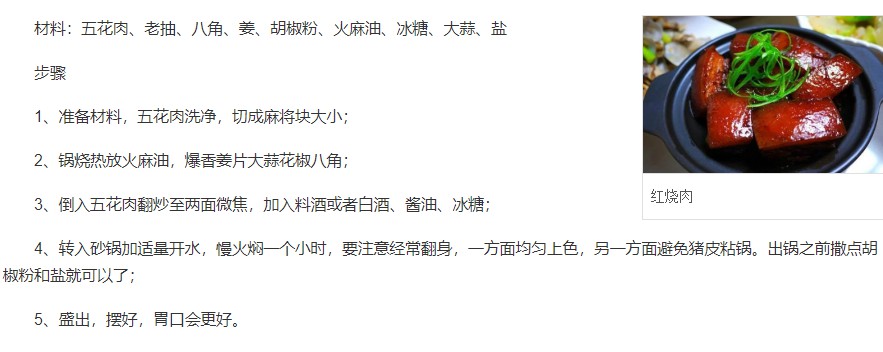 材料：五花肉、老抽、八角、姜、胡椒粉、火麻油、冰糖、大蒜、盐
步骤
1、准备材料，五花肉洗净，切成麻将块大小；
2、锅烧热放火麻油，爆香姜片大蒜花椒八角；
3、倒入五花肉翻炒至两面微焦，加入料酒或者白酒、酱油、冰糖；
红烧肉
4、转入砂锅加适量开水，慢火焖一个小时，要注意经常翻身，一方面均匀上色，另一方面避免猪皮粘锅。出锅之前撒点胡
椒粉和盐就可以了；
5、盛出，摆好，胃口会更好。